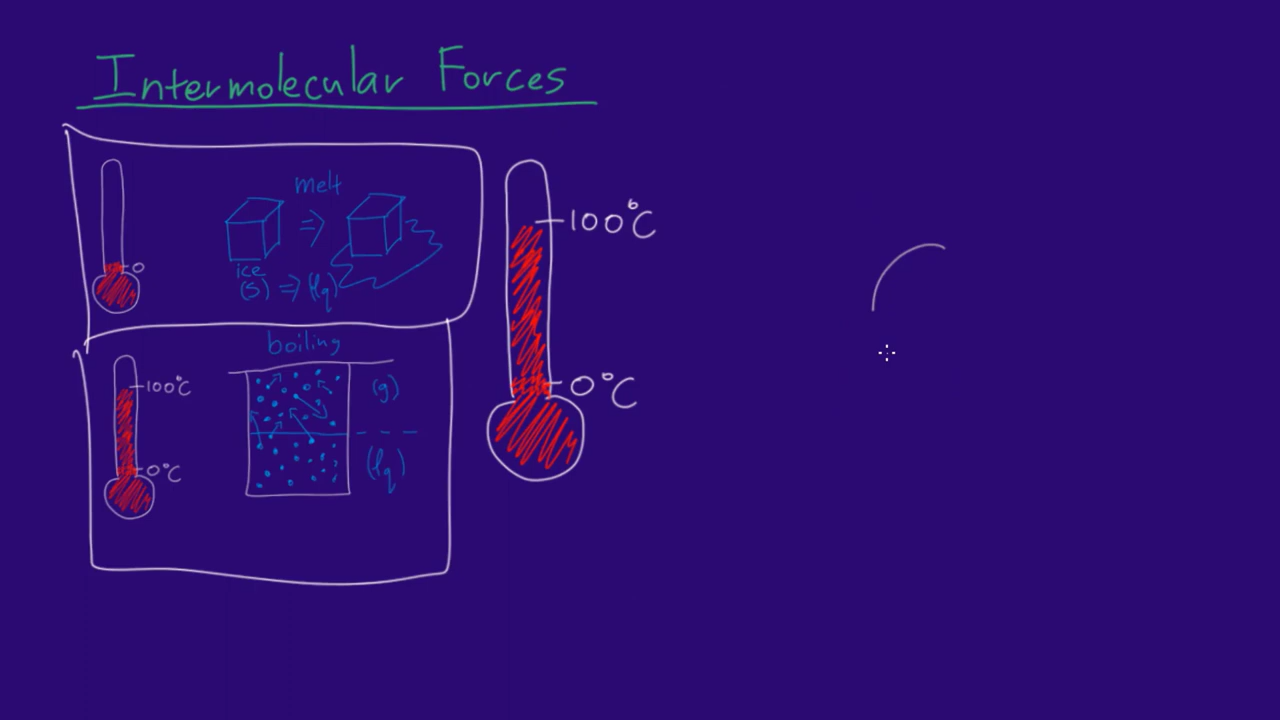 Intermolecular Forces
melt
0
ice
(s) ⇒ (lq)
boiling
100°C
(g)
0°C
(lq)
100°C
0°C